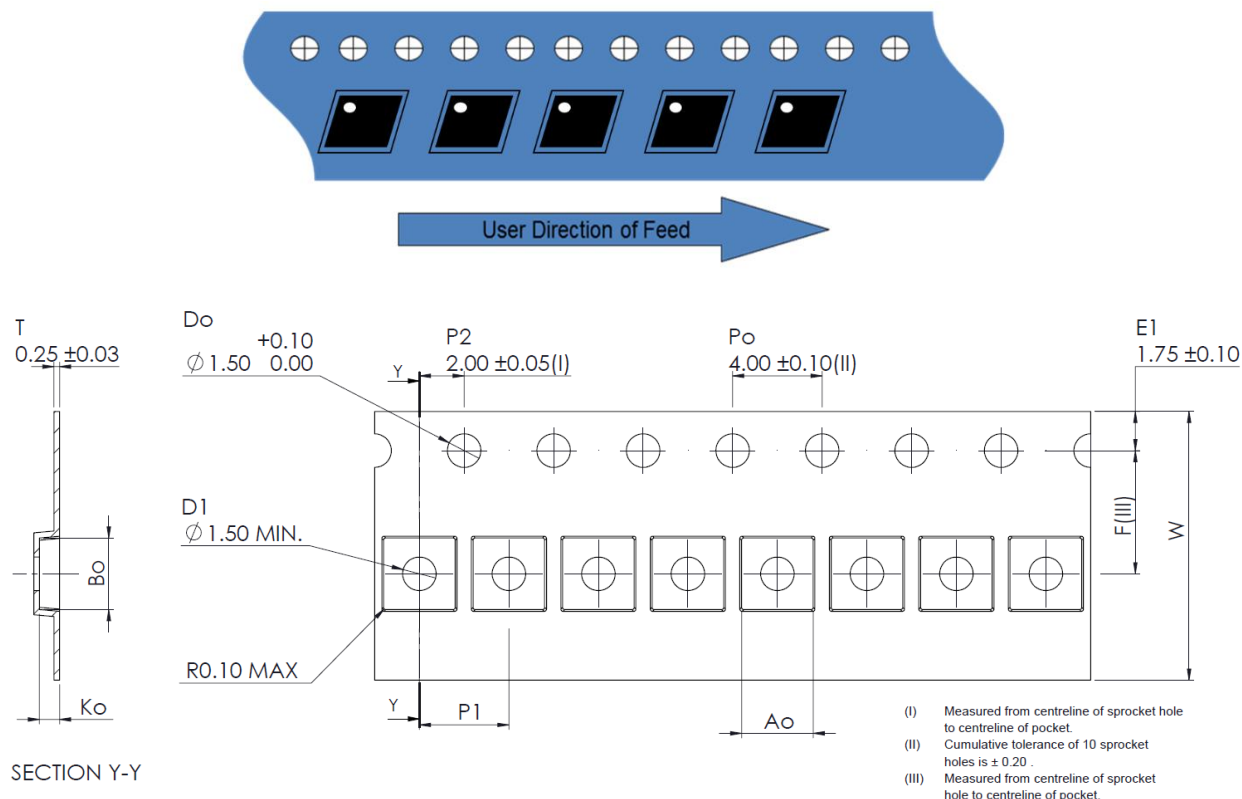 User Direction of Feed
T
0.25 ±0.03
Do
+0.10
∅ 1.50 0.00
P2
2.00 ±0.05(I)
Po
4.00 ±0.10(II)
E1
1.75 ±0.10
Y
D1
∅ 1.50 MIN.
F(III)
W
Bo
R0.10 MAX
Ko
Y
P1
Ao
SECTION Y-Y
(I) Measured from centreline of sprocket hole
to centreline of pocket.
(II) Cumulative tolerance of 10 sprocket
holes is ± 0.20 .
(III) Measured from centreline of sprocket
hole to centreline of pocket.